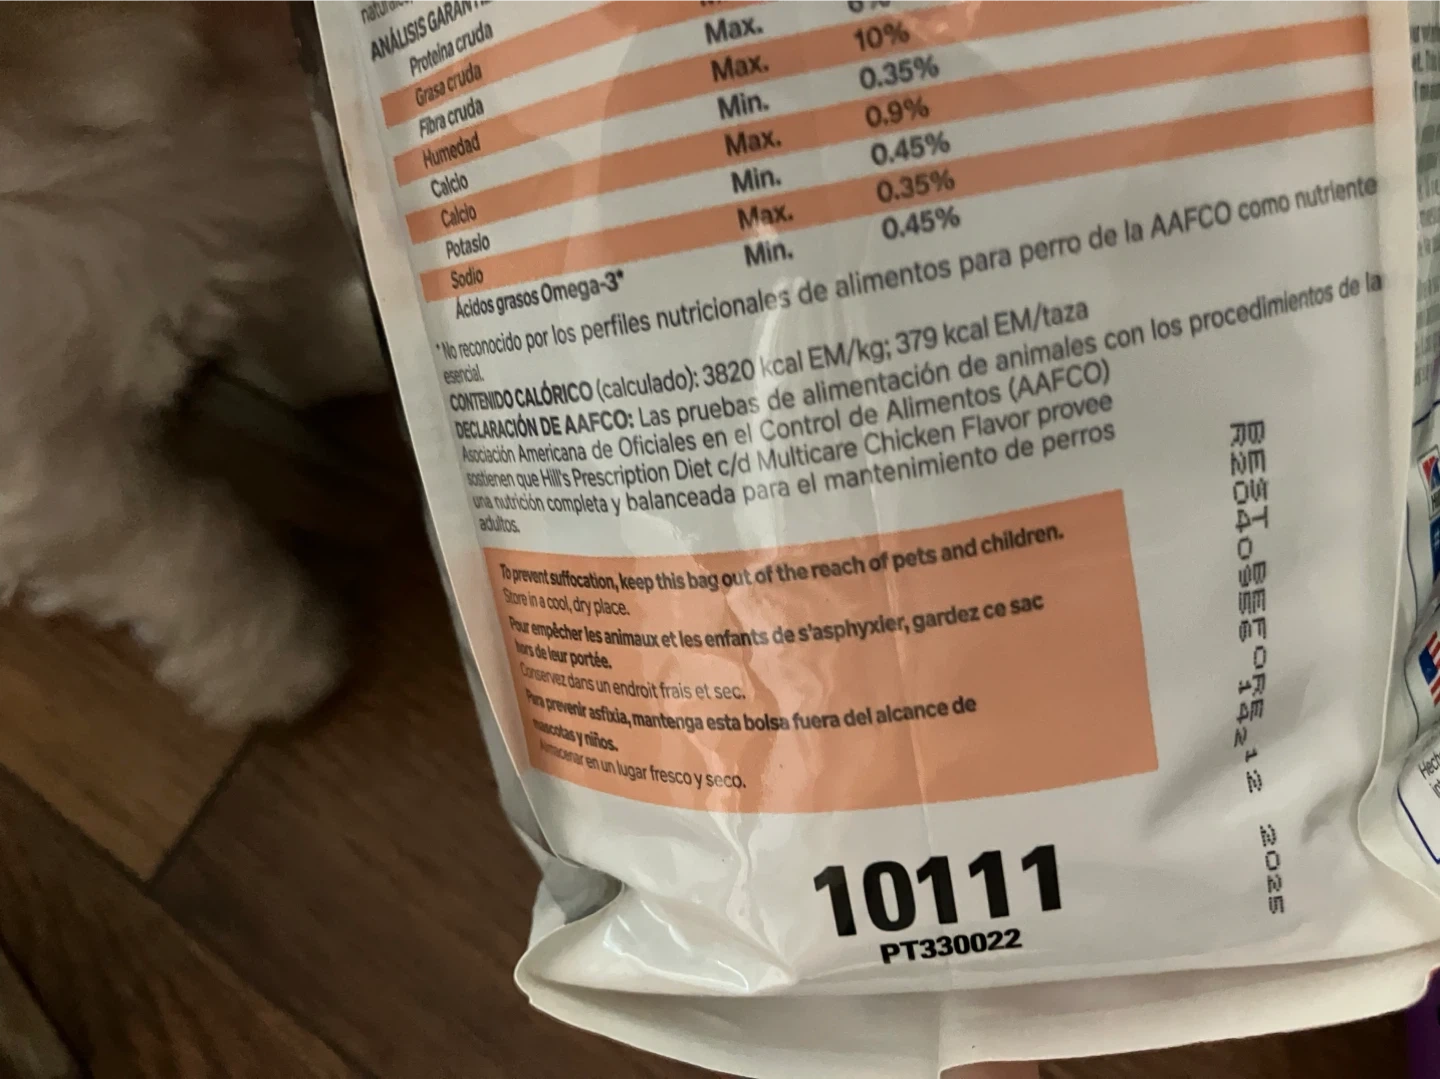 ANÁLISIS
Proteína cruda
Grasa cruda Max.
Fibra cruda Max. 10%
Humedad Min. 0.35%
Calcio Max. 0.9%
Calcio Min. 0.45%
Potasio Max. 0.35%
Sodio Min. 0.45%
Ácidos grasos Omega-3*
*No reconocido por los perfiles nutricionales de alimentos para perro de la AAFCO como nutriente
esencial.
CONTENIDO CALÓRICO (calculado): 3820 kcal EM/kg; 379 kcal EM/taza
DECLARACIÓN DE AAFCO: Las pruebas de alimentación de animales con los procedimientos de la
Asociación Americana de Oficiales en el Control de Alimentos (AAFCO)
sostienen que Hill's Prescription Diet c/d Multicare Chicken Flavor provee
una nutrición completa y balanceada para el mantenimiento de perros
adultos.
To prevent suffocation, keep this bag out of the reach of pets and children.
Store in a cool, dry place.
Pour empêcher les animaux et les enfants de s'asphyxier, gardez ce sac
hors de leur portée.
Conservez dans un endroit frais et sec.
Para prevenir asfixia, mantenga esta bolsa fuera del alcance de
mascotas y niños.
Almacenar en un lugar fresco y seco.
10111
PT330022
BEST BEFORE 12 2025